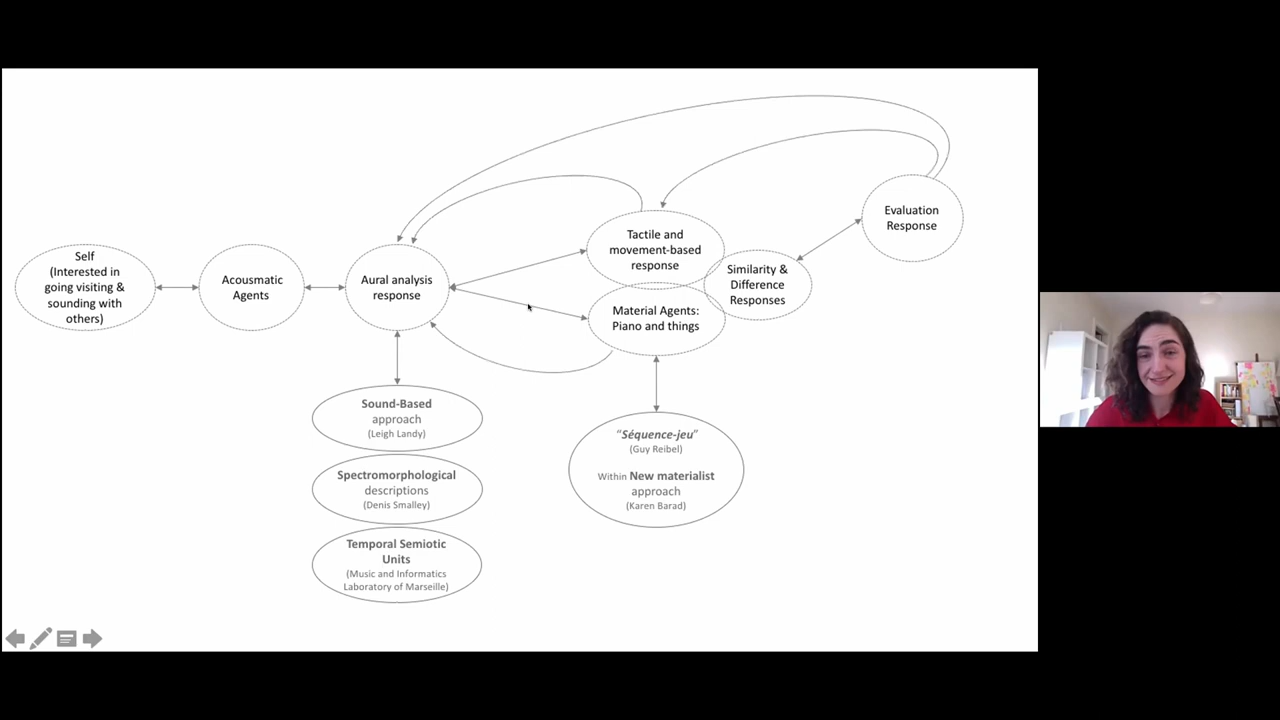 Self
(Interested in
going visiting &
sounding with
others)
Acousmatic
Agents
Aural analysis
response
Tactile and
movement-based
response
Material Agents:
Piano and things
Similarity &
Difference
Responses
Evaluation
Response
Sound-Based
approach
(Leigh Landy)
Spectromorphological
descriptions
(Denis Smalley)
Temporal Semiotic
Units
(Music and Informatics
Laboratory of Marseille)
“Séquence-jeu”
(Guy Reibel)
Within New materialist
approach
(Karen Barad)